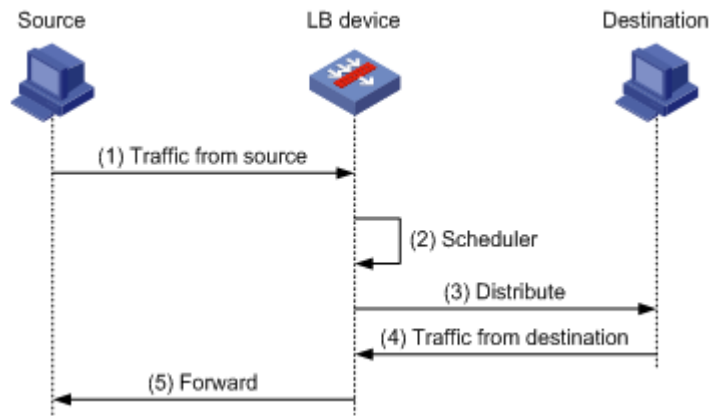 Source
LB device
Destination
(1) Traffic from source
(2) Scheduler
(3) Distribute
(4) Traffic from destination
(5) Forward